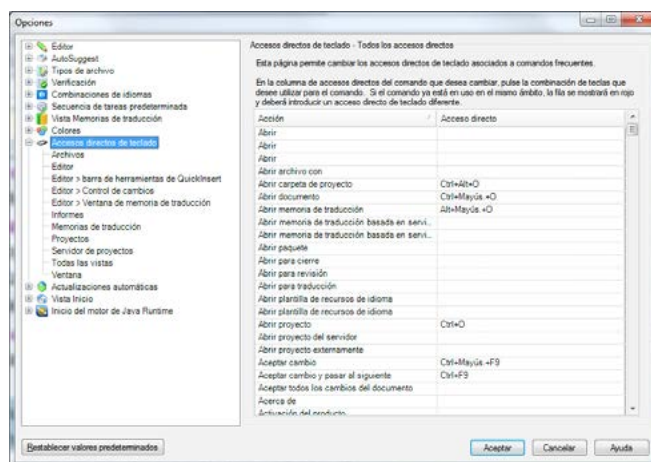 Opciones
Editor
AutoSuggest
Tipos de archivo
Verificación
Combinaciones de idiomas
Secuencia de tareas predeterminada
Vista Memorias de traducción
Colores
Accesos directos de teclado
Archivos
Editor
Editor > barra de herramientas de QuickInsert
Editor > Control de cambios
Editor > Ventana de memoria de traducción
Informes
Memorias de traducción
Proyectos
Servidor de proyectos
Todas las vistas
Ventana
Actualizaciones automáticas
Vista Inicio
Inicio del motor de Java Runtime
Accesos directos de teclado - Todos los accesos directos
Esta página permite cambiar los accesos directos de teclado asociados a comandos frecuentes.
En la columna de accesos directos del comando que desea cambiar, pulse la combinación de teclas que
desee utilizar para el comando. Si el comando ya está en uso en el mismo ámbito, la fila se mostrará en rojo
y deberá introducir un acceso directo de teclado diferente.
Acción Acceso directo
Abrir
Abrir
Abrir
Abrir archivo con
Abrir carpeta de proyecto Ctrl+Alt+O
Abrir documento Ctrl+Mayús.+O
Abrir memoria de traducción Alt+Mayús.+O
Abrir memoria de traducción basada en servi...
Abrir memoria de traducción basada en servi...
Abrir paquete
Abrir para cierre
Abrir para revisión
Abrir para traducción
Abrir plantilla de recursos de idioma
Abrir plantilla de recursos de idioma
Abrir proyecto Ctrl+O
Abrir proyecto del servidor
Abrir proyecto externamente
Aceptar cambio Ctrl+Mayús.+F9
Aceptar cambio y pasar al siguiente Ctrl+F9
Aceptar todos los cambios del documento
Acerca de
Activación del producto
Restablecer valores predeterminados Aceptar Cancelar Ayuda